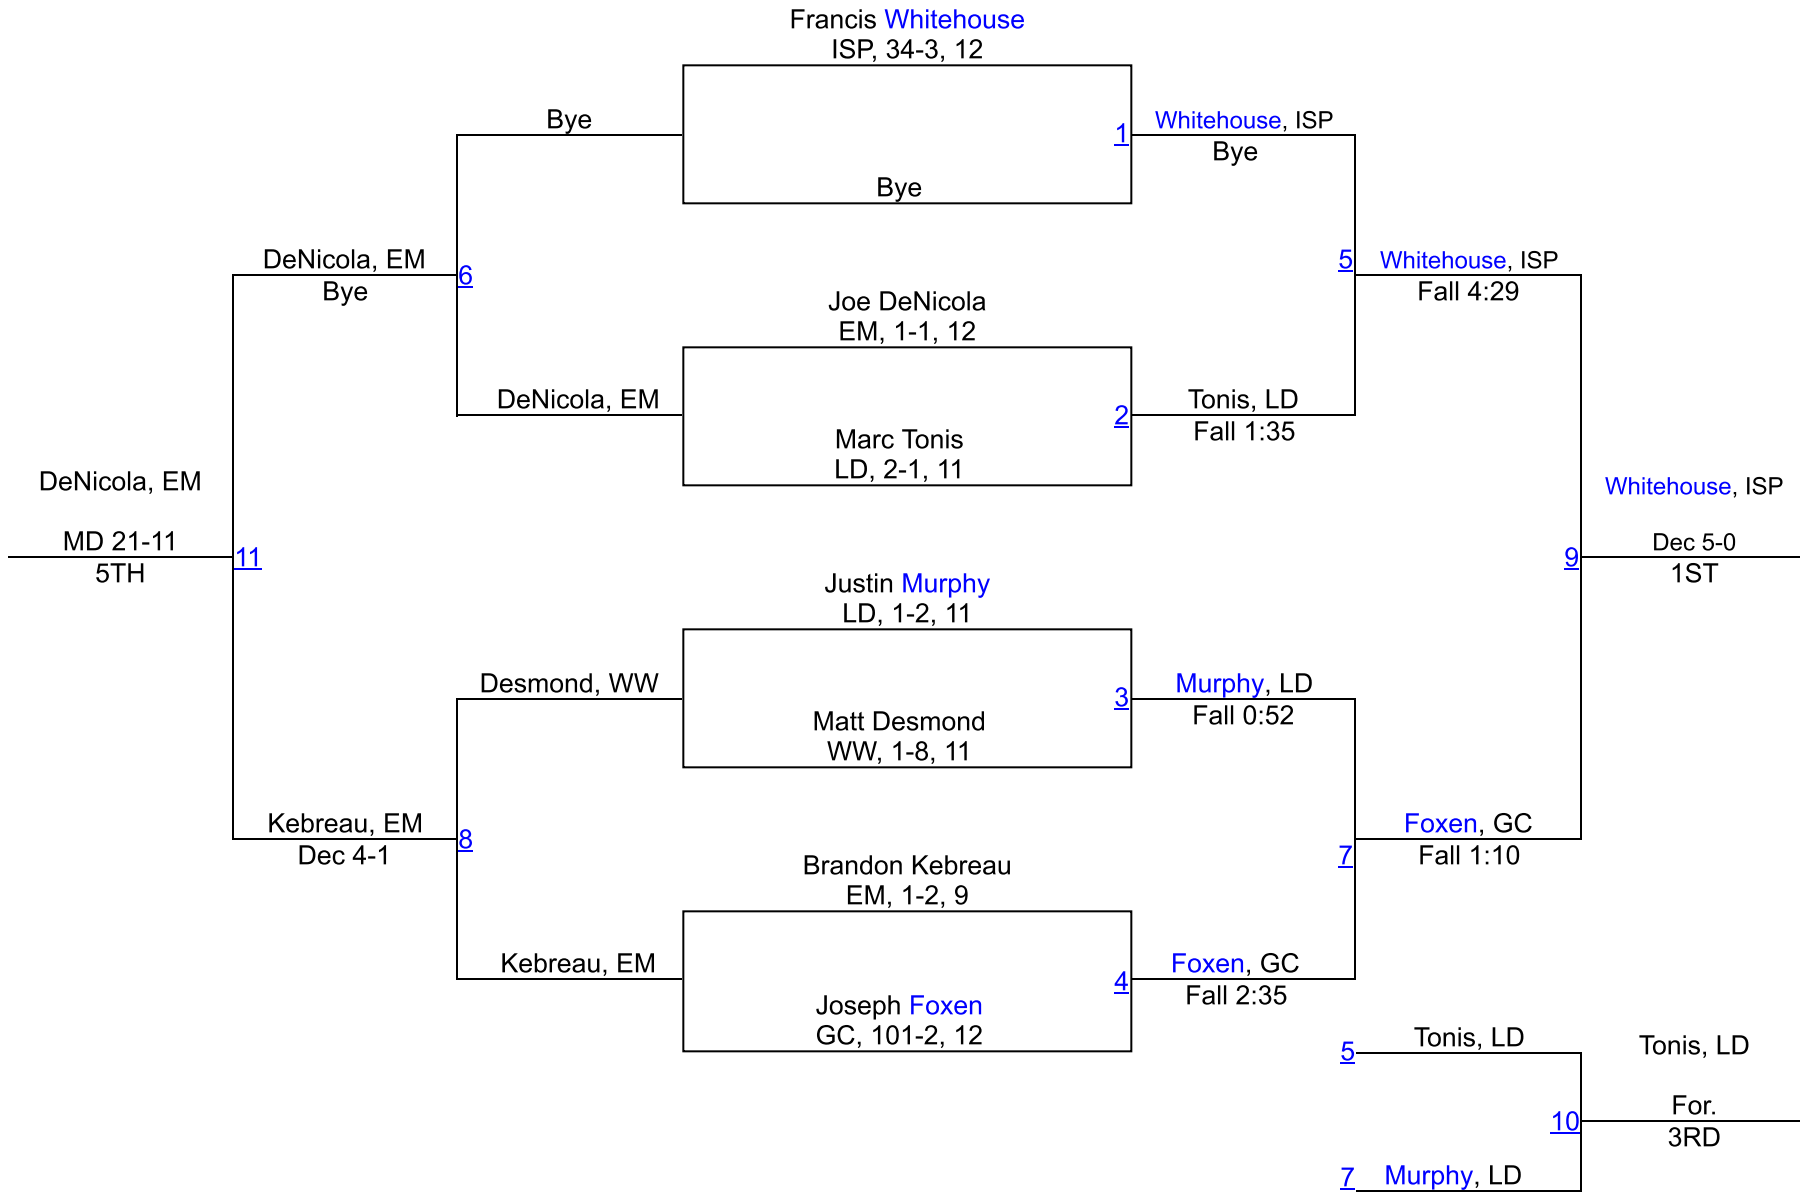 Francis Whitehouse
ISP, 34-3, 12
Bye
1
Whitehouse, ISP
Bye
Bye
Bye
DeNicola, EM
Bye
6
5
Whitehouse, ISP
Fall 4:29
Joe DeNicola
EM, 1-1, 12
DeNicola, EM
2
Tonis, LD
Fall 1:35
Marc Tonis
LD, 2-1, 11
DeNicola, EM
MD 21-11
5TH
11
Whitehouse, ISP
9
Dec 5-0
1ST
Justin Murphy
LD, 1-2, 11
Desmond, WW
3
Murphy, LD
Fall 0:52
Matt Desmond
WW, 1-8, 11
Kebreau, EM
Dec 4-1
8
7
Foxen, GC
Fall 1:10
Brandon Kebreau
EM, 1-2, 9
Kebreau, EM
4
Foxen, GC
Fall 2:35
Joseph Foxen
GC, 101-2, 12
5
Tonis, LD
Tonis, LD
10
For.
3RD
7
Murphy, LD